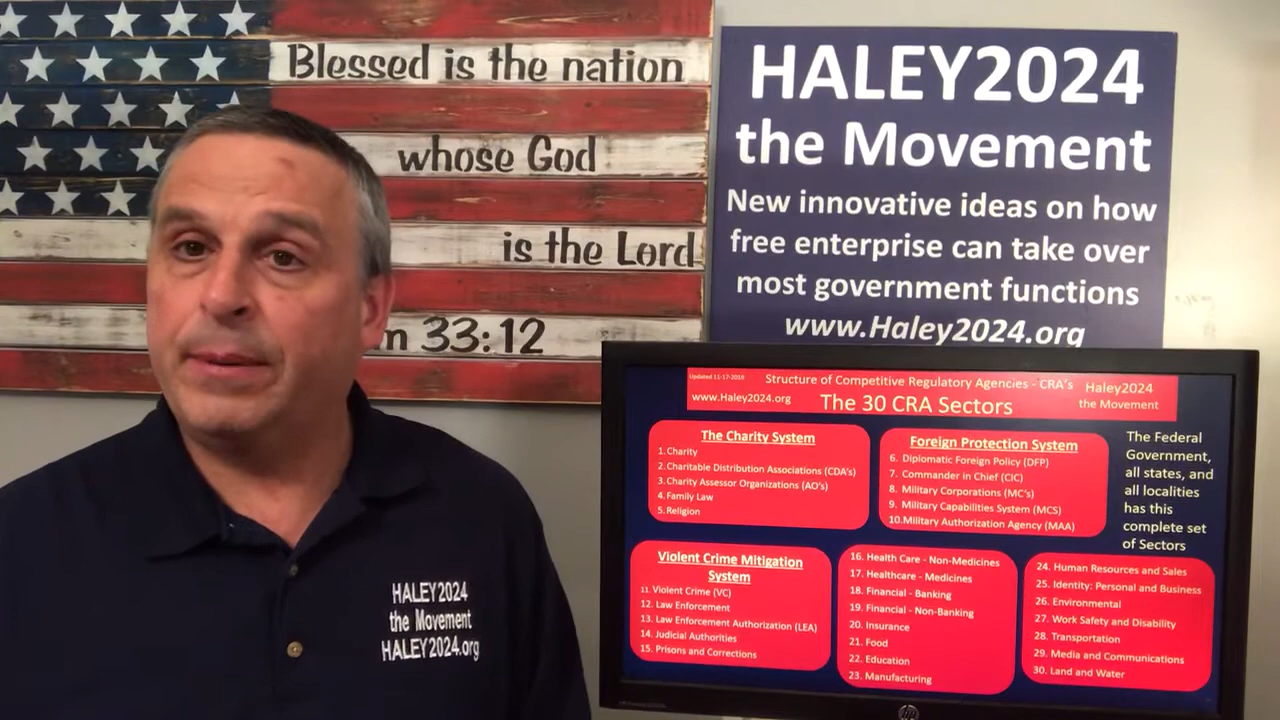 Blessed is the nation
whose God
is the Lord
33:12
HALEY2024
the Movement
New innovative ideas on how
free enterprise can take over
most government functions
www.Haley2024.org
HALEY2024
the Movement
HALEY2024.org
Updated 11-17-2019
Structure of Competitive Regulatory Agencies - CRA's
www.Haley2024.org
The 30 CRA Sectors
Haley2024
the Movement
The Charity System
1. Charity
2. Charitable Distribution Associations (CDA's)
3. Charity Assessor Organizations (AO's)
4. Family Law
5. Religion
Foreign Protection System
6. Diplomatic Foreign Policy (DFP)
7. Commander in Chief (CIC)
8. Military Corporations (MC's)
9. Military Capabilities System (MCS)
10. Military Authorization Agency (MAA)
The Federal
Government,
all states, and
all localities
has this
complete set
of Sectors
Violent Crime Mitigation
System
11. Violent Crime (VC)
12. Law Enforcement
13. Law Enforcement Authorization (LEA)
14. Judicial Authorities
15. Prisons and Corrections
16. Health Care - Non-Medicines
17. Healthcare - Medicines
18. Financial - Banking
19. Financial - Non-Banking
20. Insurance
21. Food
22. Education
23. Manufacturing
24. Human Resources and Sales
25. Identity: Personal and Business
26. Environmental
27. Work Safety and Disability
28. Transportation
29. Media and Communications
30. Land and Water
hp